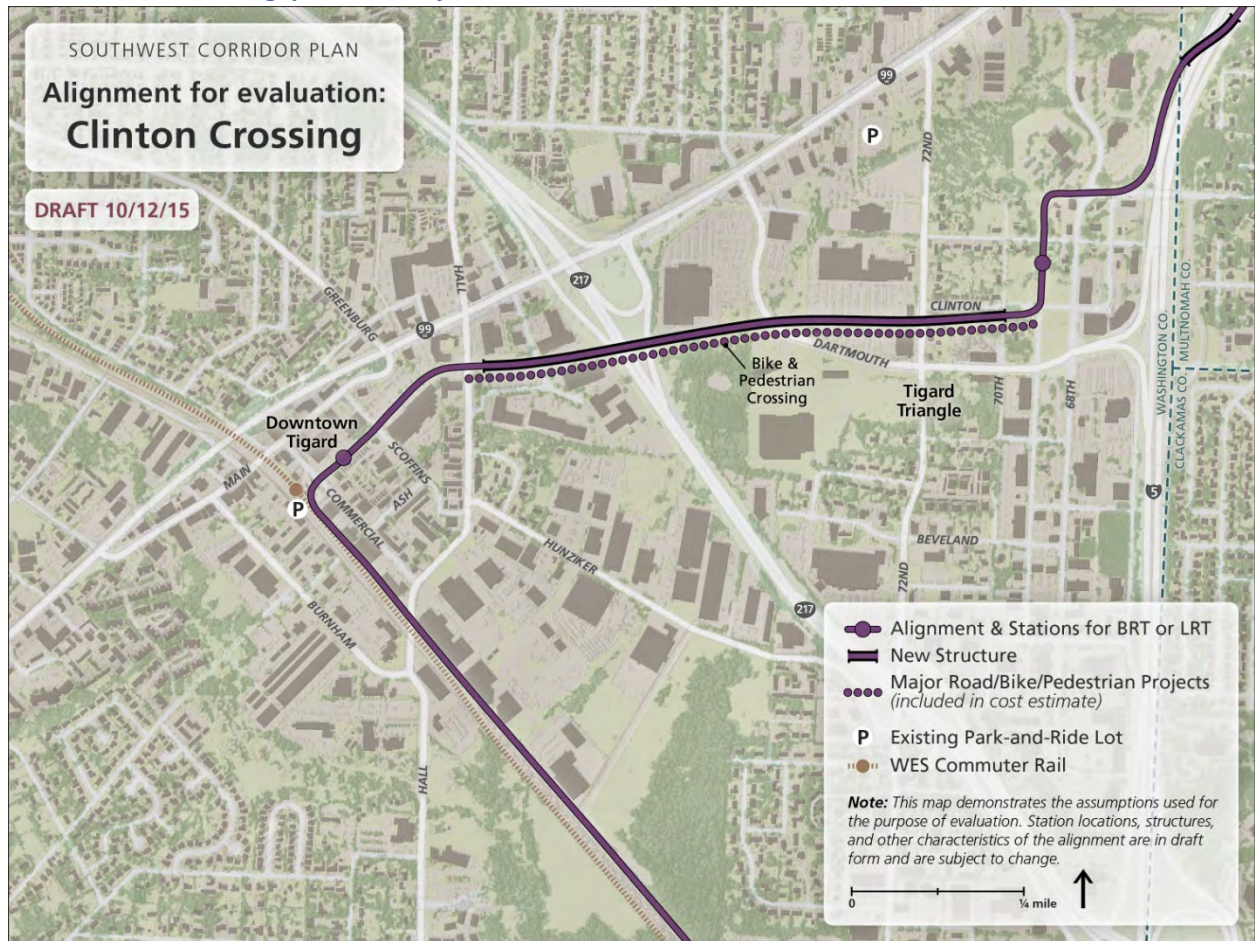 SOUTHWEST CORRIDOR PLAN
Alignment for evaluation:
Clinton Crossing
DRAFT 10/12/15
99
P
72ND
HALL
217
GREENBURG
99
CLINTON
DARTMOUTH
Bike &
Pedestrian
Crossing
Tigard
Triangle
70TH
68TH
WASHINGTON CO.
MULTNOMAH CO.
CLACKAMAS CO.
Downtown
Tigard
SCOFFINS
MAIN
ASH
COMMERCIAL
P
5
BEVELAND
HUNZIKER
72ND
BURNHAM
217
HALL
Alignment & Stations for BRT or LRT
New Structure
Major Road/Bike/Pedestrian Projects
(included in cost estimate)
P Existing Park-and-Ride Lot
WES Commuter Rail
Note: This map demonstrates the assumptions used for
the purpose of evaluation. Station locations, structures,
and other characteristics of the alignment are in draft
form and are subject to change.
0 ¼ mile